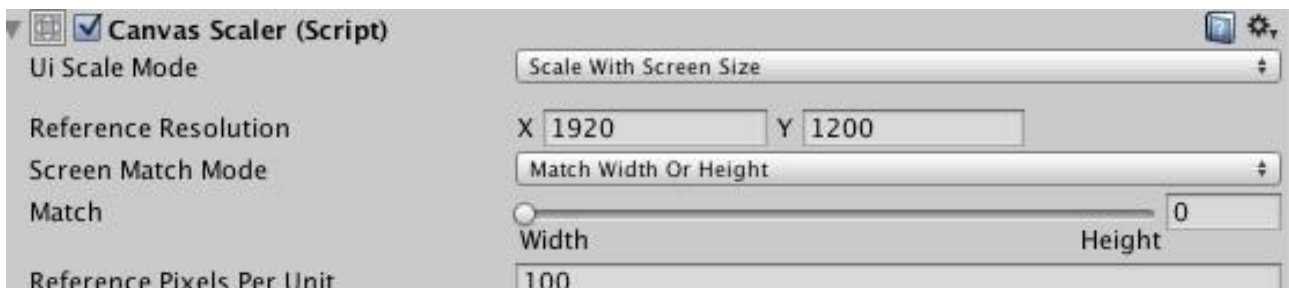 Canvas Scaler (Script)
Ui Scale Mode Scale With Screen Size
Reference Resolution X 1920 Y 1200
Screen Match Mode Match Width Or Height
Match 0
Width Height
Reference Pixels Per Unit 100